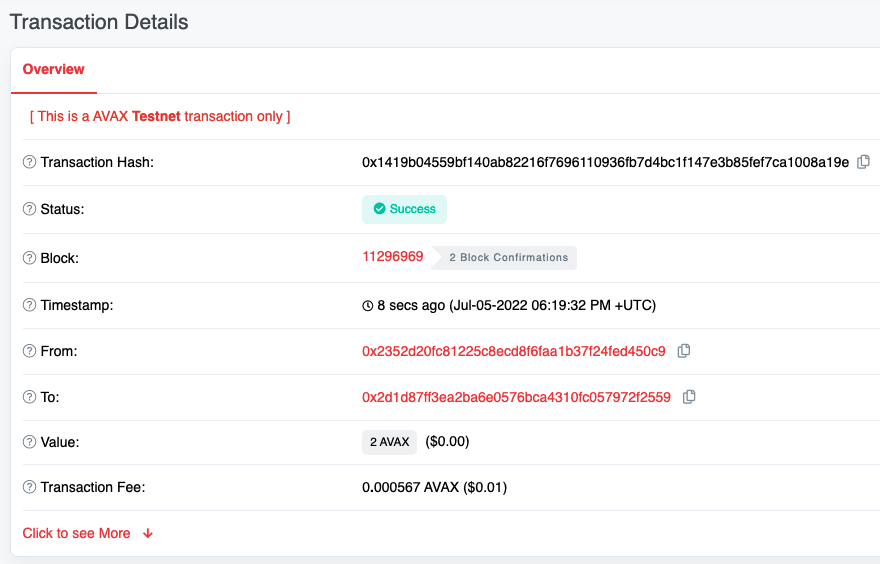 Transaction Details
Overview
[ This is a AVAX Testnet transaction only ]
Transaction Hash: 0x1419b04559bf140ab82216f7696110936fb7d4bc1f147e3b85fef7ca1008a19e
Status: Success
Block: 11296969 2 Block Confirmations
Timestamp: 8 secs ago (Jul-05-2022 06:19:32 PM +UTC)
From: 0x2352d20fc81225c8ecd8f6faa1b37f24fed450c9
To: 0x2d1d87ff3ea2ba6e0576bca4310fc057972f2559
Value: 2 AVAX ($0.00)
Transaction Fee: 0.000567 AVAX ($0.01)
Click to see More